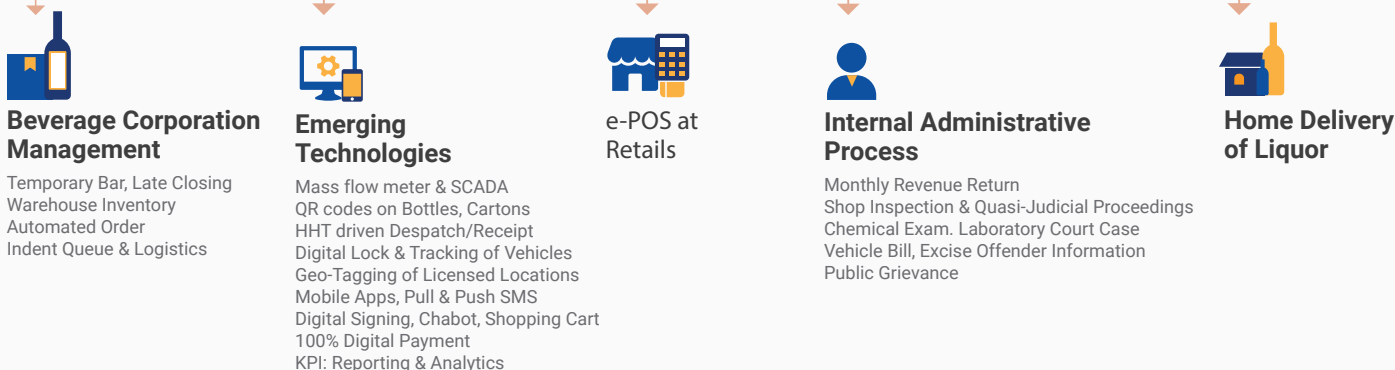 Beverage Corporation
Management
Temporary Bar, Late Closing
Warehouse Inventory
Automated Order
Indent Queue & Logistics
Emerging
Technologies
Mass flow meter & SCADA
QR codes on Bottles, Cartons
HHT driven Despatch/Receipt
Digital Lock & Tracking of Vehicles
Geo-Tagging of Licensed Locations
Mobile Apps, Pull & Push SMS
Digital Signing, Chabot, Shopping Cart
100% Digital Payment
KPI: Reporting & Analytics
e-POS at
Retails
Internal Administrative
Process
Monthly Revenue Return
Shop Inspection & Quasi-Judicial Proceedings
Chemical Exam. Laboratory Court Case
Vehicle Bill, Excise Offender Information
Public Grievance
Home Delivery
of Liquor